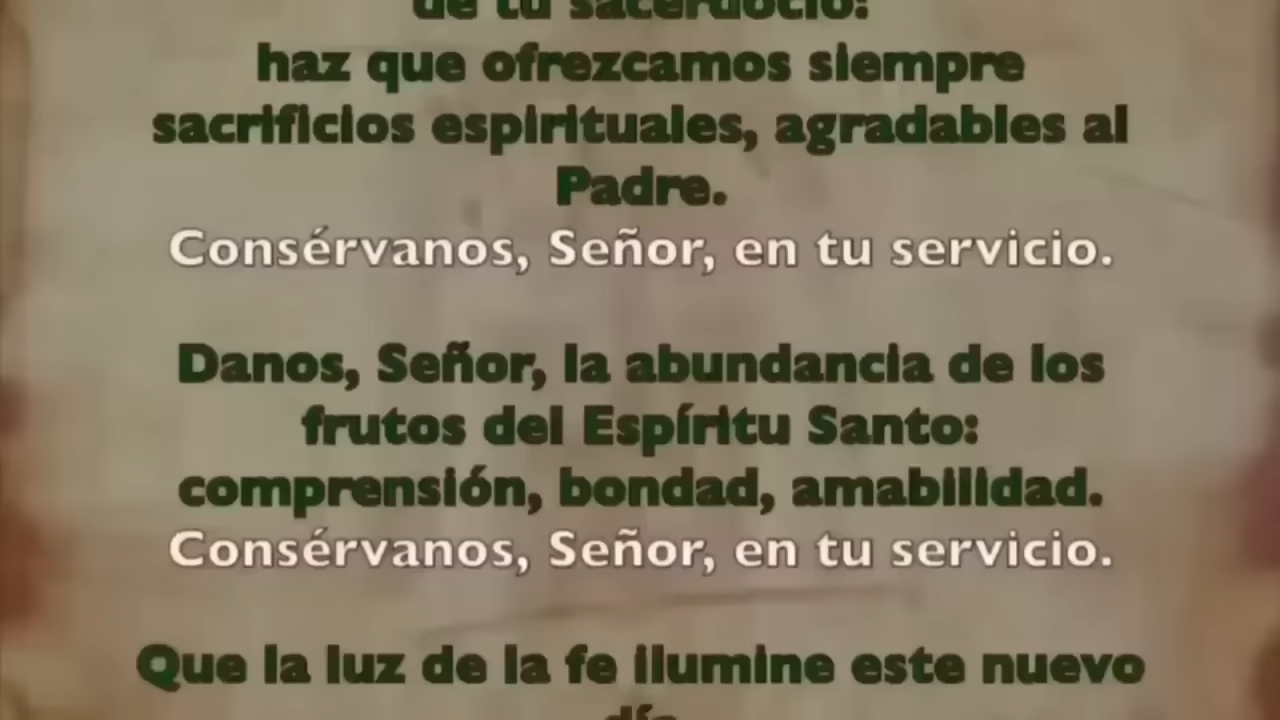 de tu sacerdocio:
haz que ofrezcamos siempre
sacrificios espirituales, agradables al
Padre.
Consérvanos, Señor, en tu servicio.
Danos, Señor, la abundancia de los
frutos del Espíritu Santo:
comprensión, bondad, amabilidad.
Consérvanos, Señor, en tu servicio.
Que la luz de la fe ilumine este nuevo
día